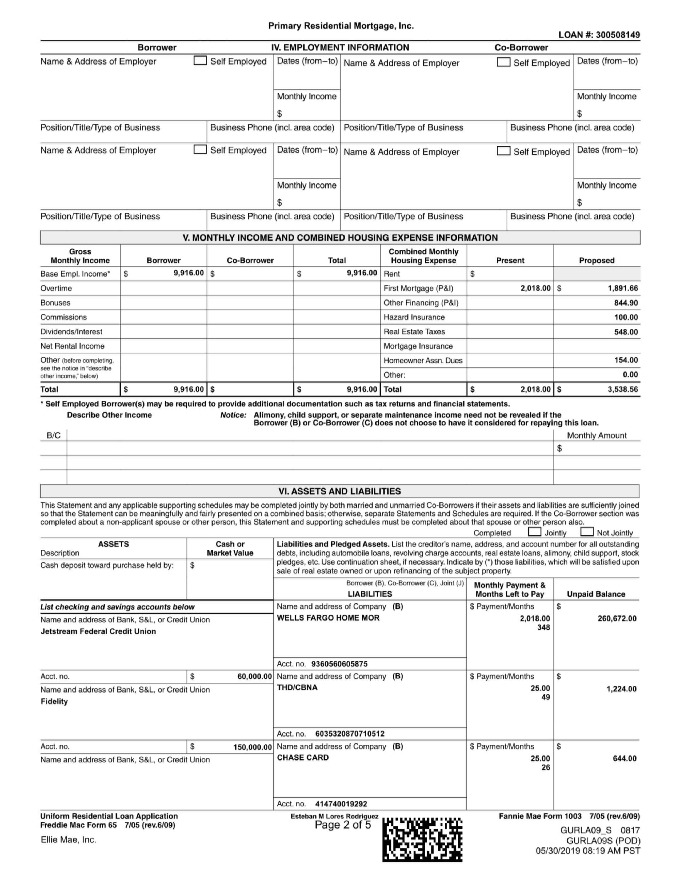 Primary Residential Mortgage, Inc.
LOAN #: 300508149
Borrower IV. EMPLOYMENT INFORMATION Co-Borrower
Name & Address of Employer Self Employed Dates (from–to) Name & Address of Employer Self Employed Dates (from–to)
Monthly Income Monthly Income
$ $
Position/Title/Type of Business Business Phone (incl. area code) Position/Title/Type of Business Business Phone (incl. area code)
Name & Address of Employer Self Employed Dates (from–to) Name & Address of Employer Self Employed Dates (from–to)
Monthly Income Monthly Income
$ $
Position/Title/Type of Business Business Phone (incl. area code) Position/Title/Type of Business Business Phone (incl. area code)
V. MONTHLY INCOME AND COMBINED HOUSING EXPENSE INFORMATION
Gross Monthly Income Borrower Co-Borrower Total Combined Monthly Housing Expense Present Proposed
Base Empl. Income* $ 9,916.00 $ $ 9,916.00 Rent $
Overtime First Mortgage (P&I) 2,018.00 $ 1,891.66
Bonuses Other Financing (P&I) 844.90
Commissions Hazard Insurance 100.00
Dividends/Interest Real Estate Taxes 548.00
Net Rental Income Mortgage Insurance
Other (before completing, see the notice in "describe other income," below) Homeowner Assn. Dues 154.00
Other: 0.00
Total $ 9,916.00 $ $ 9,916.00 Total $ 2,018.00 $ 3,538.56
* Self Employed Borrower(s) may be required to provide additional documentation such as tax returns and financial statements.
Describe Other Income Notice: Alimony, child support, or separate maintenance income need not be revealed if the
Borrower (B) or Co-Borrower (C) does not choose to have it considered for repaying this loan.
B/C Monthly Amount
$
VI. ASSETS AND LIABILITIES
This Statement and any applicable supporting schedules may be completed jointly by both married and unmarried Co-Borrowers if their assets and liabilities are sufficiently joined
so that the Statement can be meaningfully and fairly presented on a combined basis; otherwise, separate Statements and Schedules are required. If the Co-Borrower section was
completed about a non-applicant spouse or other person, this Statement and supporting schedules must be completed about that spouse or other person also.
Completed Jointly Not Jointly
ASSETS Cash or Market Value
Description
Cash deposit toward purchase held by: $
Liabilities and Pledged Assets. List the creditor's name, address, and account number for all outstanding
debts, including automobile loans, revolving charge accounts, real estate loans, alimony, child support, stock
pledges, etc. Use continuation sheet, if necessary. Indicate by (*) those liabilities, which will be satisfied upon
sale of real estate owned or upon refinancing of the subject property.
Borrower (B), Co-Borrower (C), Joint (J)
LIABILITIES Monthly Payment & Months Left to Pay Unpaid Balance
List checking and savings accounts below
Name and address of Bank, S&L, or Credit Union
Jetstream Federal Credit Union
Name and address of Company (B) $ Payment/Months $
WELLS FARGO HOME MOR 2,018.00 260,672.00
348
Acct. no. 9360560605875
Acct. no. $ 60,000.00 Name and address of Company (B) $ Payment/Months $
Name and address of Bank, S&L, or Credit Union THD/CBNA 25.00 1,224.00
Fidelity 49
Acct. no. 6035320870710512
Acct. no. $ 150,000.00 Name and address of Company (B) $ Payment/Months $
Name and address of Bank, S&L, or Credit Union CHASE CARD 25.00 644.00
26
Acct. no. 414740019292
Uniform Residential Loan Application
Freddie Mac Form 65 7/05 (rev.6/09)
Ellie Mae, Inc.
Esteban M Lores Rodriguez
Page 2 of 5
Fannie Mae Form 1003 7/05 (rev.6/09)
GURLA09_S 0817
GURLA09S (POD)
05/30/2019 08:19 AM PST